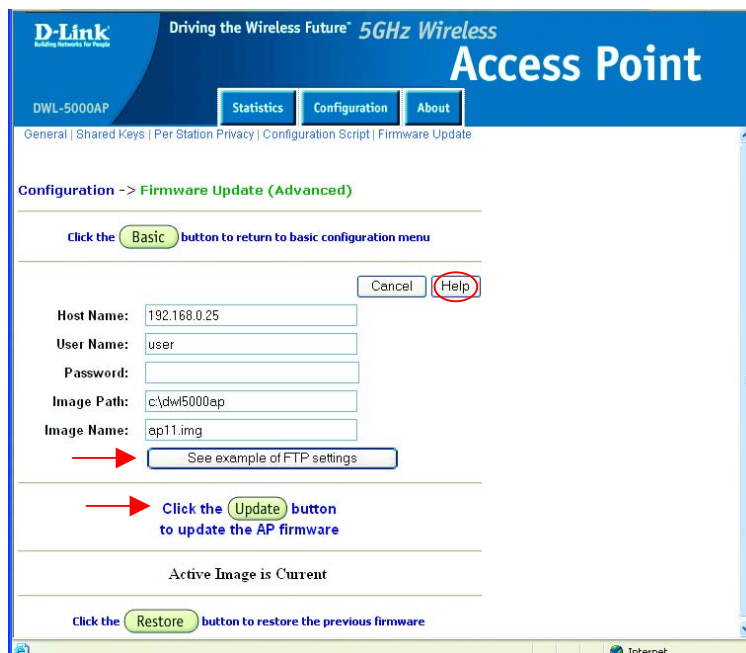 D-Link
Building Networks for People
Driving the Wireless Future™ 5GHz Wireless
Access Point
DWL-5000AP
Statistics Configuration About
General | Shared Keys | Per Station Privacy | Configuration Script | Firmware Update
Configuration -> Firmware Update (Advanced)
Click the Basic button to return to basic configuration menu
Cancel Help
Host Name: 192.168.0.25
User Name: user
Password:
Image Path: c:\dwl5000ap
Image Name: ap11.img
See example of FTP settings
Click the Update button
to update the AP firmware
Active Image is Current
Click the Restore button to restore the previous firmware
Internet